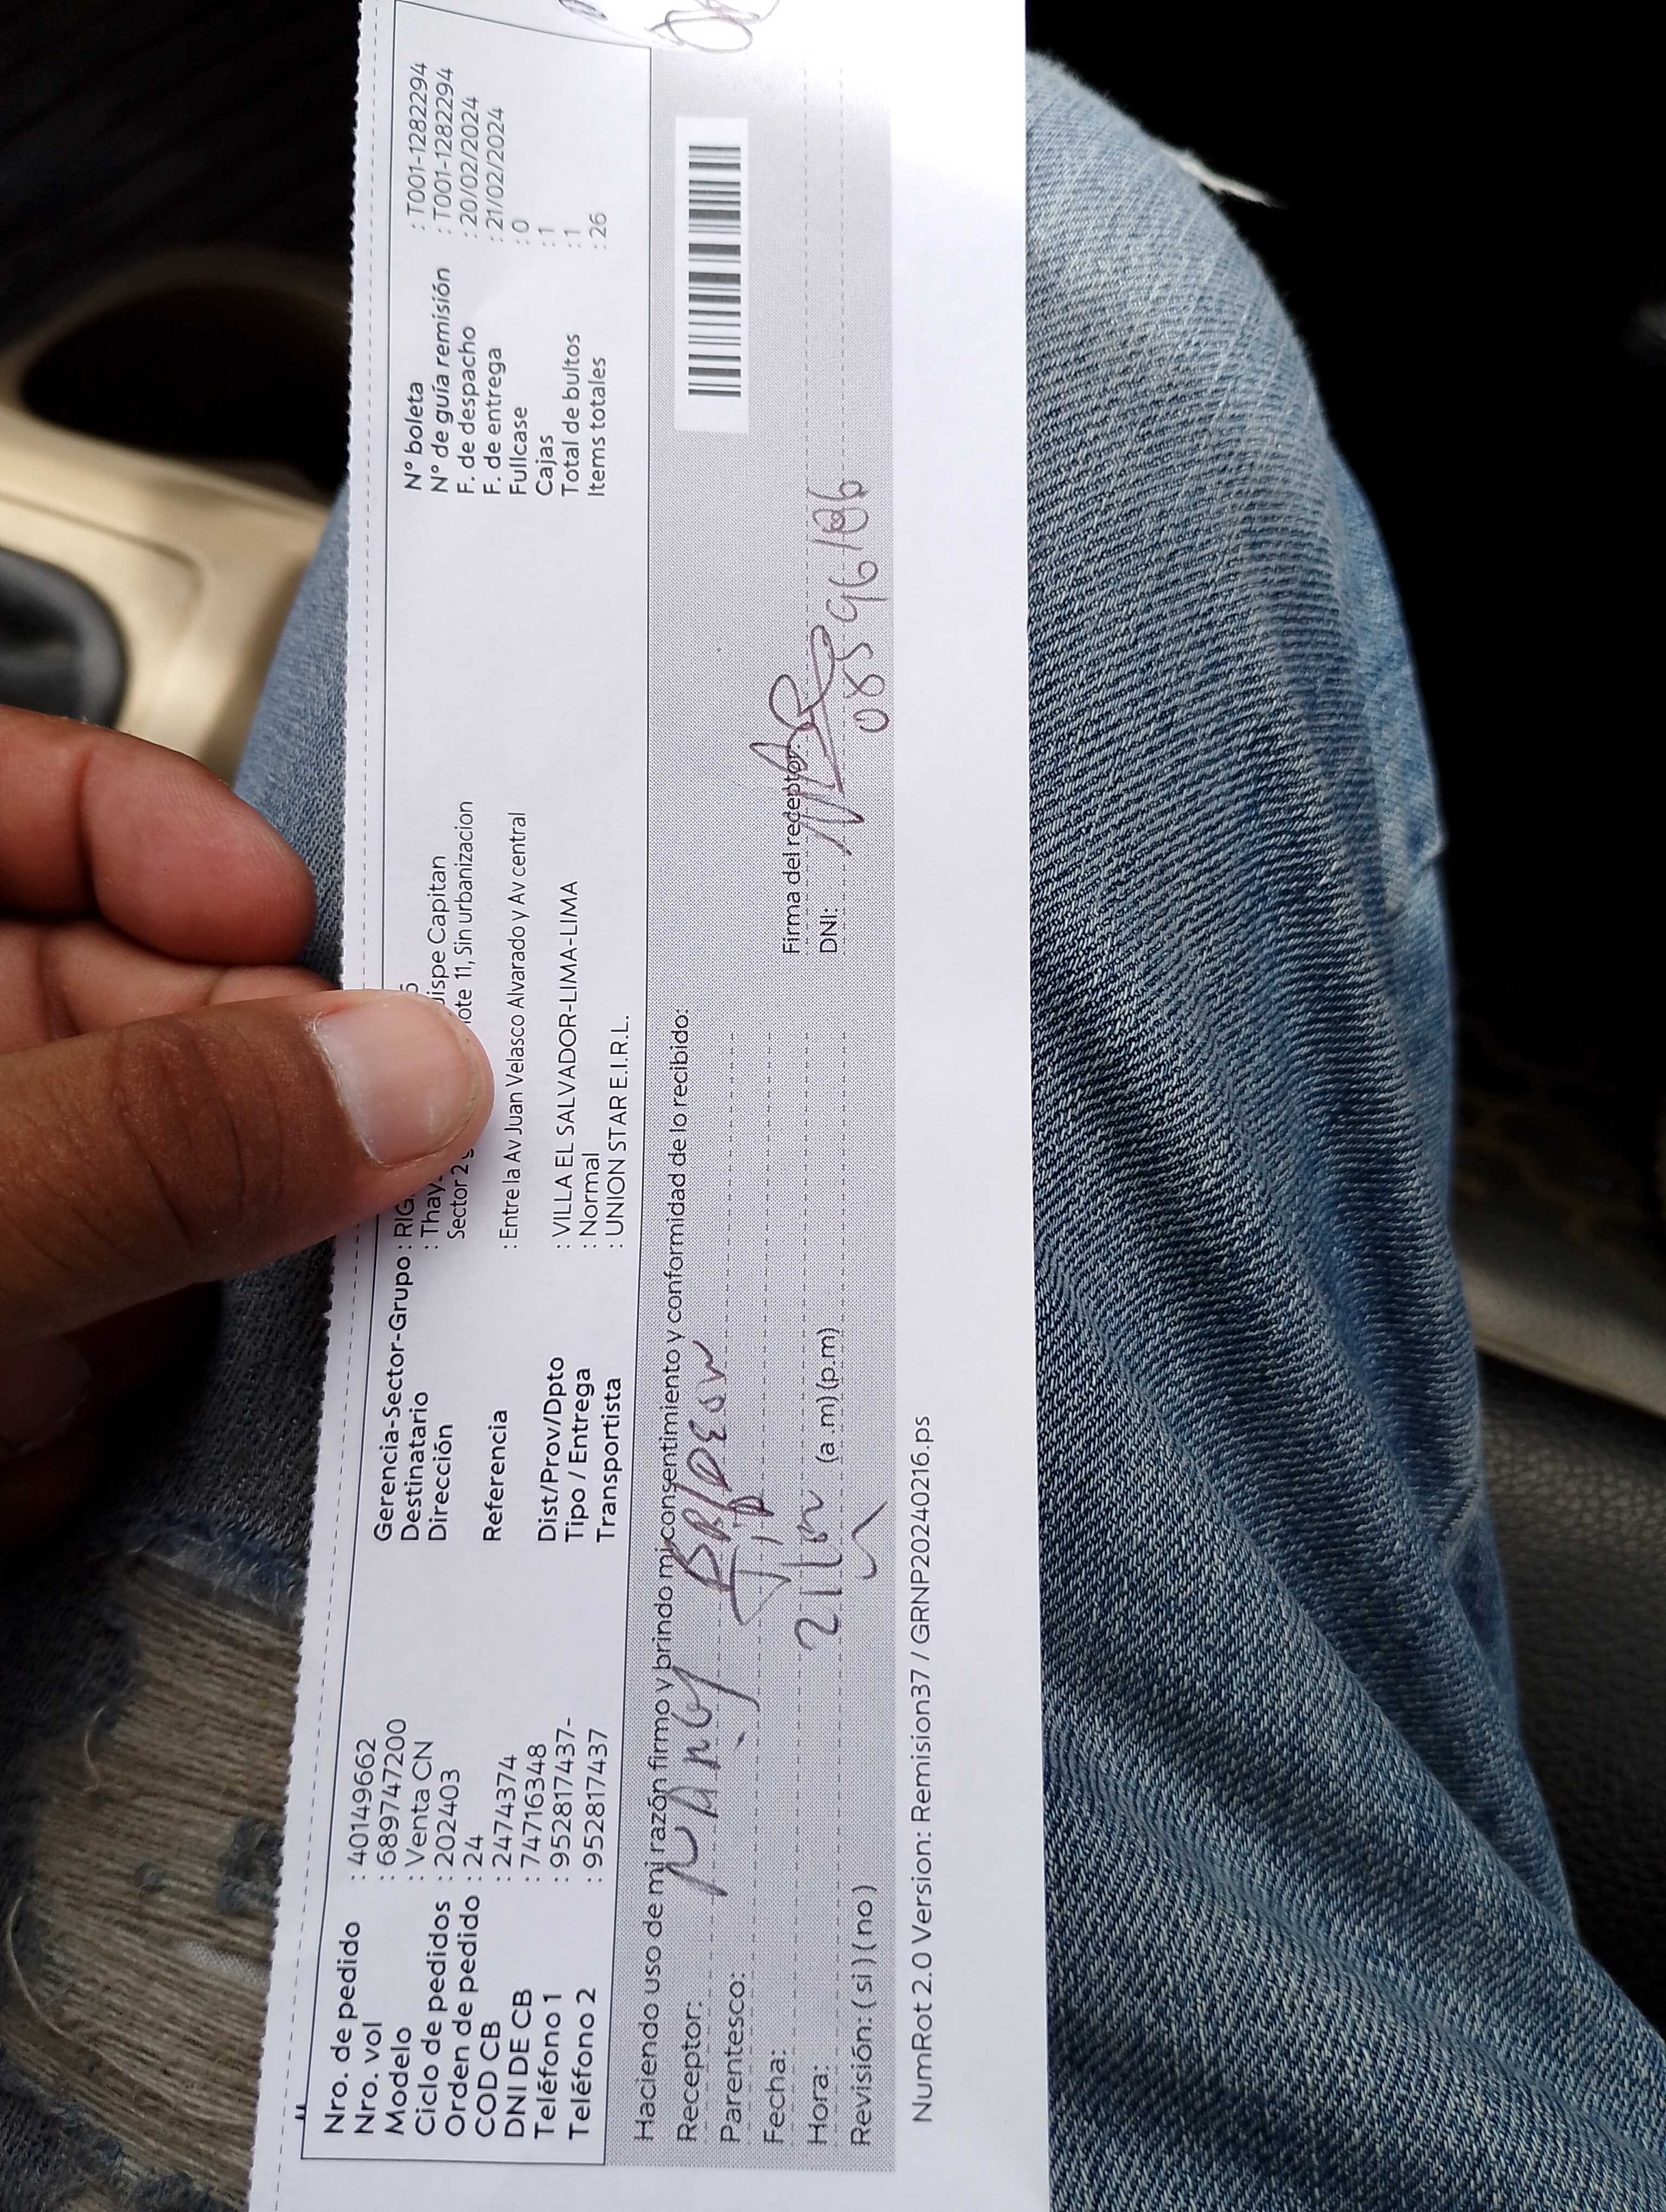 Nro. de pedido : 40149662
Nro. vol : 689747200
Modelo : Venta CN
Ciclo de pedidos : 202403
Orden de pedido : 24
COD CB : 2474374
DNI DE CB : 74716348
Teléfono 1 : 952817437-
Teléfono 2 : 952817437
Gerencia-Sector-Grupo :
Destinatario : Capitan
Dirección : Sector 2 11, Sin urbanizacion
Referencia : Entre la Av Juan Velasco Alvarado y Av central
Dist/Prov/Dpto : VILLA EL SALVADOR-LIMA-LIMA
Tipo / Entrega : Normal
Transportista : UNION STAR E.I.R.L.
N° boleta : T001-1282294
N° de guía remisión : T001-1282294
F. de despacho : 20/02/2024
F. de entrega : 21/02/2024
Fullcase : 0
Cajas : 1
Total de bultos : 1
Items totales : 26
Haciendo uso de mi razón firmo y brindo mi consentimiento y conformidad de lo recibido:
Receptor:
Parentesco:
Fecha:
Hora: (a.m) (p.m)
Revisión: ( si ) ( no )
Firma del receptor:
DNI:
NumRot 2.0 Version: Remision37 / GRNP20240216.ps